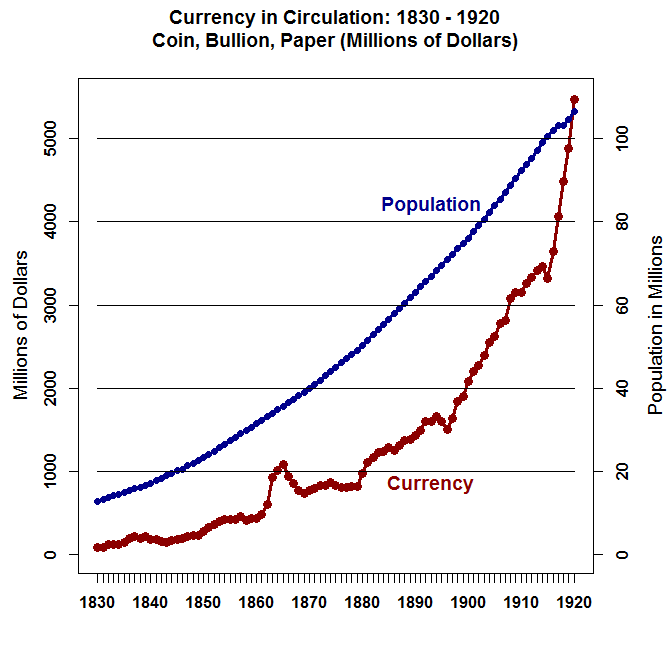 Currency in Circulation: 1830 - 1920
Coin, Bullion, Paper (Millions of Dollars)
Millions of Dollars
5000
4000
3000
2000
1000
0
Population
Currency
100
80
60
40
20
0
Population in Millions
1830 1840 1850 1860 1870 1880 1890 1900 1910 1920